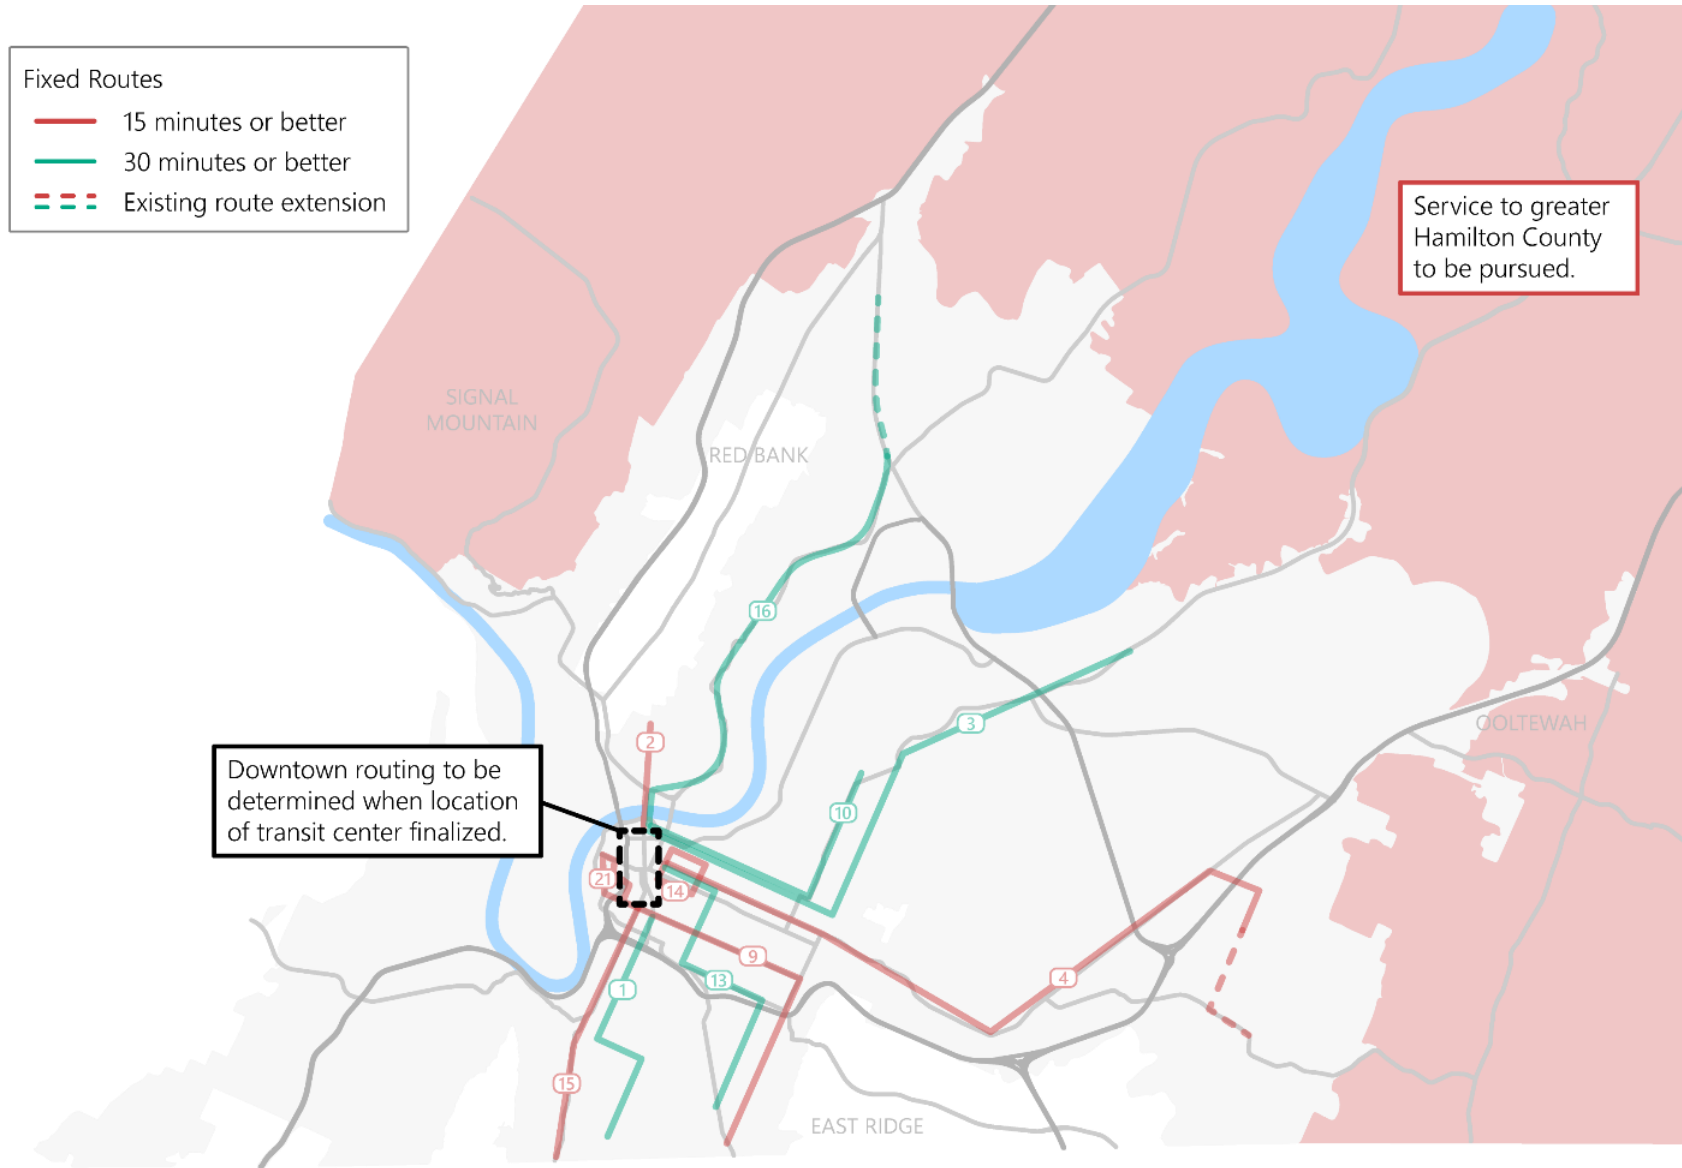 Fixed Routes
15 minutes or better
30 minutes or better
Existing route extension
Service to greater
Hamilton County
to be pursued.
SIGNAL
MOUNTAIN
RED BANK
16
3
OOLTEWAH
2
Downtown routing to be
determined when location
of transit center finalized.
10
21
14
9
4
13
1
15
EAST RIDGE